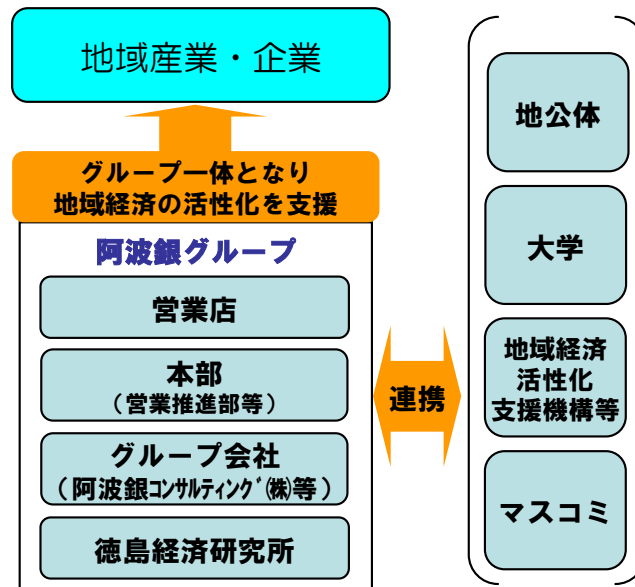 地域産業・企業
グループ一体となり
地域経済の活性化を支援
阿波銀グループ
営業店
本部
（営業推進部等）
グループ会社
（阿波銀ｺﾝｻﾙﾃｨﾝｸﾞ㈱等）
徳島経済研究所
連携
地公体
大学
地域経済
活性化
支援機構等
マスコミ